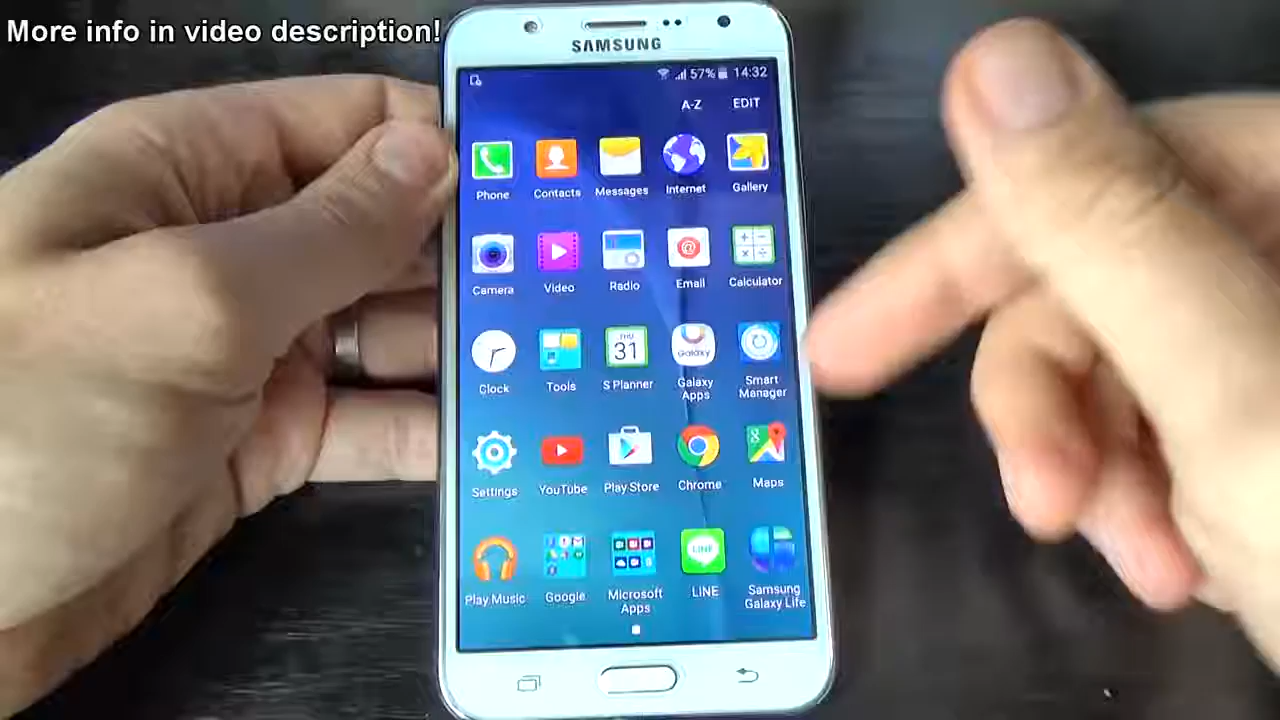 More info in video description!
SAMSUNG
57% 14:32
A-Z EDIT
Phone Contacts Messages Internet Gallery
Camera Video Radio Email Calculator
THU
31
Galaxy
Clock Tools S Planner Galaxy Apps Smart Manager
Settings YouTube Play Store Chrome Maps
LINE
Play Music Google Microsoft Apps LINE Samsung Galaxy Life